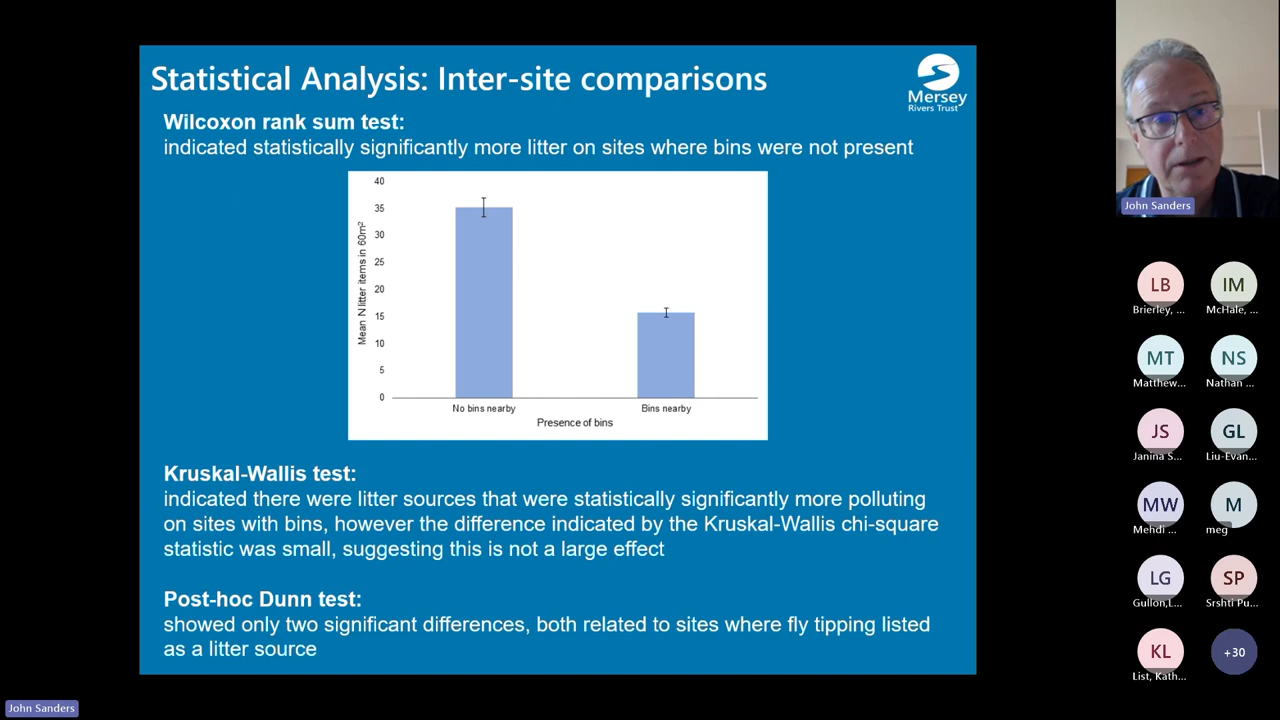 Statistical Analysis: Inter-site comparisons
Mersey
Rivers Trust
Wilcoxon rank sum test:
indicated statistically significantly more litter on sites where bins were not present
40
35
30
25
20
15
10
5
0
Mean N litter items in 60m²
No bins nearby
Bins nearby
Presence of bins
Kruskal-Wallis test:
indicated there were litter sources that were statistically significantly more polluting
on sites with bins, however the difference indicated by the Kruskal-Wallis chi-square
statistic was small, suggesting this is not a large effect
Post-hoc Dunn test:
showed only two significant differences, both related to sites where fly tipping listed
as a litter source
John Sanders
LB
Brierley, ...
IM
McHale, ...
MT
Matthew...
NS
Nathan ...
JS
Janina S...
GL
Liu-Evan...
MW
Mehdi ...
M
meg
LG
Gullon,L...
SP
Srshti Pu...
KL
List, Kath...
+30
John Sanders